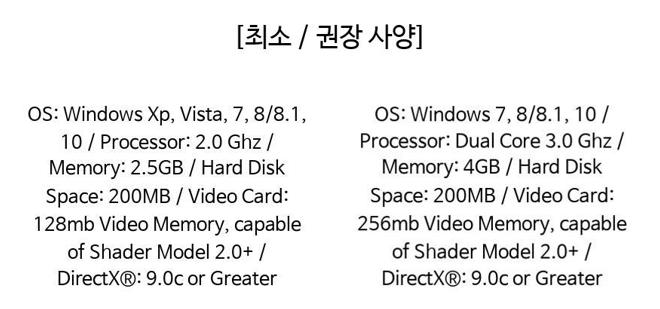 [최소 / 권장 사양]
OS: Windows Xp, Vista, 7, 8/8.1,
10 / Processor: 2.0 Ghz /
Memory: 2.5GB / Hard Disk
Space: 200MB / Video Card:
128mb Video Memory, capable
of Shader Model 2.0+ /
DirectX®: 9.0c or Greater
OS: Windows 7, 8/8.1, 10 /
Processor: Dual Core 3.0 Ghz /
Memory: 4GB / Hard Disk
Space: 200MB / Video Card:
256mb Video Memory, capable
of Shader Model 2.0+ /
DirectX®: 9.0c or Greater